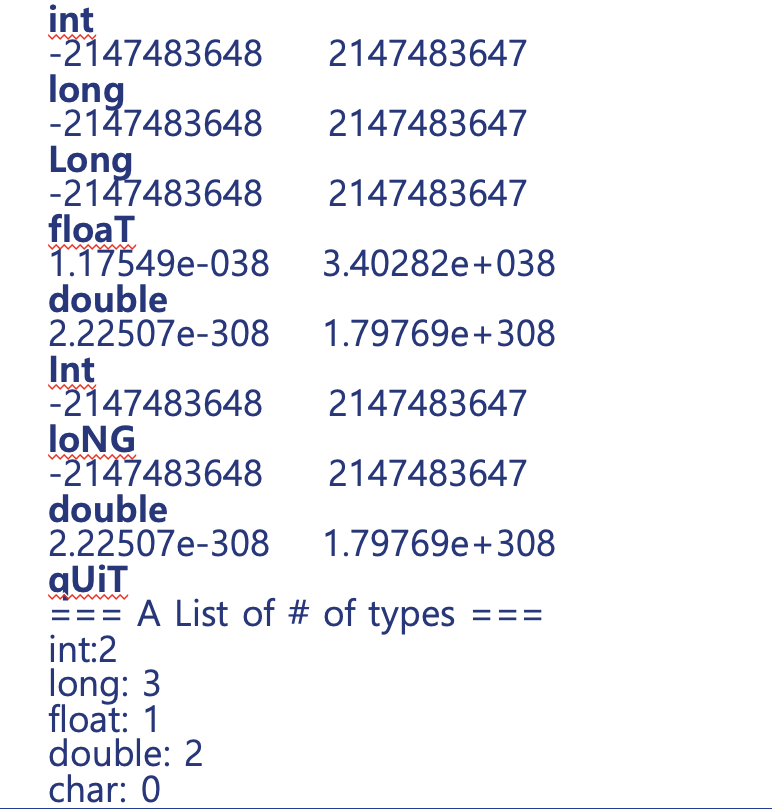 int
-2147483648 2147483647
long
-2147483648 2147483647
Long
-2147483648 2147483647
floaT
1.17549e-038 3.40282e+038
double
2.22507e-308 1.79769e+308
Int
-2147483648 2147483647
loNG
-2147483648 2147483647
double
2.22507e-308 1.79769e+308
qUiT
=== A List of # of types ===
int:2
long: 3
float: 1
double: 2
char: 0